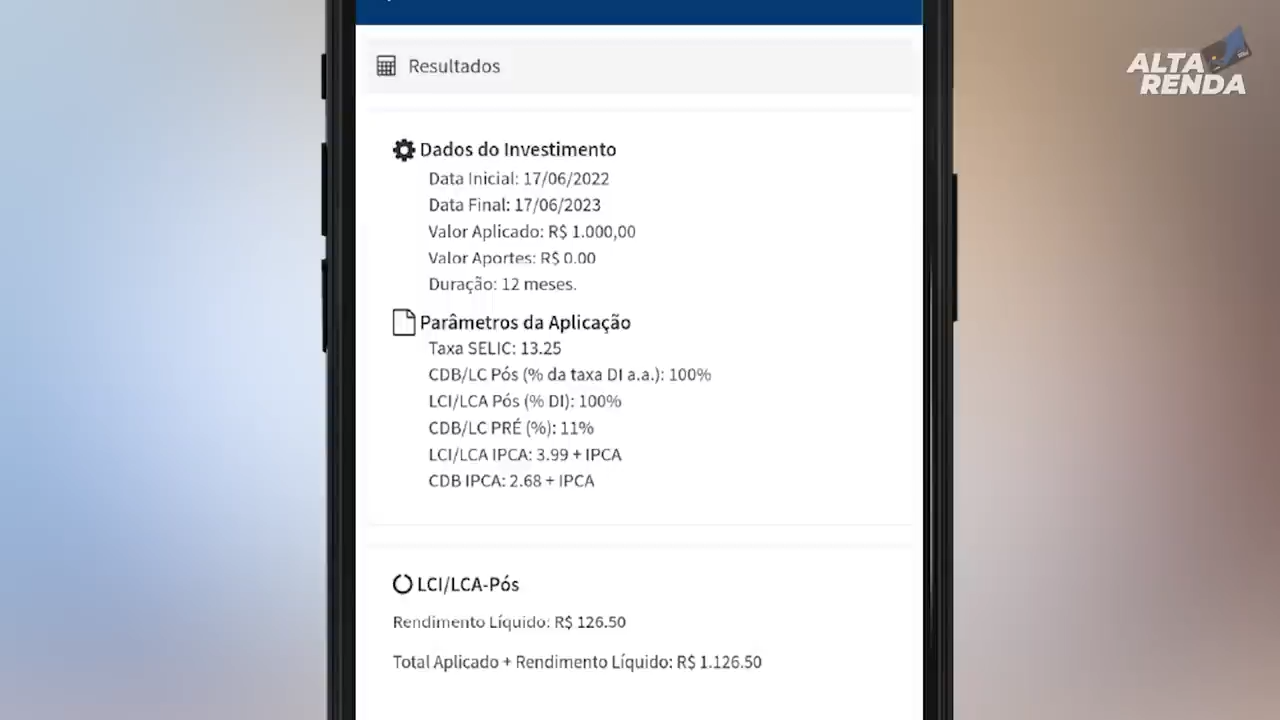 ALTA
RENDA
Resultados
Dados do Investimento
Data Inicial: 17/06/2022
Data Final: 17/06/2023
Valor Aplicado: R$ 1.000,00
Valor Aportes: R$ 0.00
Duração: 12 meses.
Parâmetros da Aplicação
Taxa SELIC: 13.25
CDB/LC Pós (% da taxa DI a.a.): 100%
LCI/LCA Pós (% DI): 100%
CDB/LC PRÉ (%): 11%
LCI/LCA IPCA: 3.99 + IPCA
CDB IPCA: 2.68 + IPCA
LCI/LCA-Pós
Rendimento Líquido: R$ 126.50
Total Aplicado + Rendimento Líquido: R$ 1.126.50